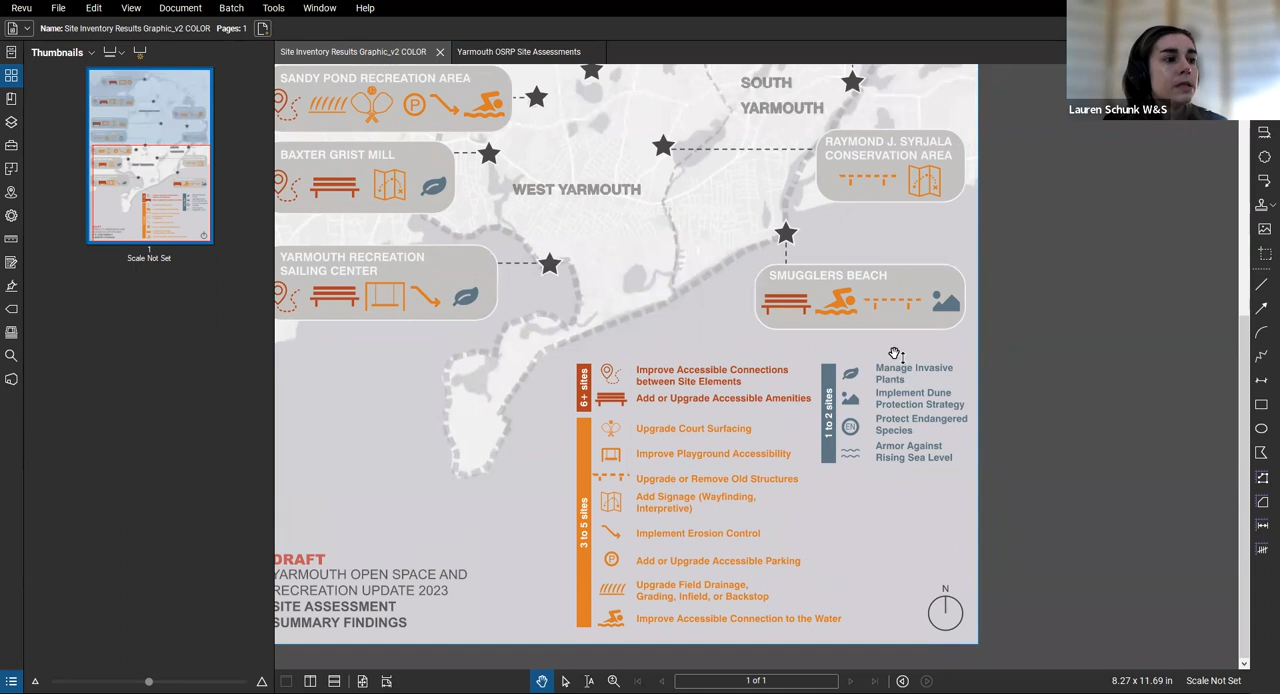 Revu File Edit View Document Batch Tools Window Help
Name: Site Inventory Results Graphic_v2 COLOR Pages: 1
Thumbnails
Site Inventory Results Graphic_v2 COLOR
Yarmouth OSRP Site Assessments
Lauren Schunk W&S
1
Scale Not Set
SANDY POND RECREATION AREA
P
SOUTH
YARMOUTH
BAXTER GRIST MILL
WEST YARMOUTH
RAYMOND J. SYRJALA
CONSERVATION AREA
YARMOUTH RECREATION
SAILING CENTER
SMUGGLERS BEACH
6+ sites
Improve Accessible Connections
between Site Elements
Add or Upgrade Accessible Amenities
3 to 5 sites
Upgrade Court Surfacing
Improve Playground Accessibility
Upgrade or Remove Old Structures
Add Signage (Wayfinding,
Interpretive)
Implement Erosion Control
P
Add or Upgrade Accessible Parking
Upgrade Field Drainage,
Grading, Infield, or Backstop
Improve Accessible Connection to the Water
1 to 2 sites
Manage Invasive
Plants
Implement Dune
Protection Strategy
EN
Protect Endangered
Species
Armor Against
Rising Sea Level
DRAFT
YARMOUTH OPEN SPACE AND
RECREATION UPDATE 2023
SITE ASSESSMENT
SUMMARY FINDINGS
N
1 of 1
8.27 x 11.69 in
Scale Not Set